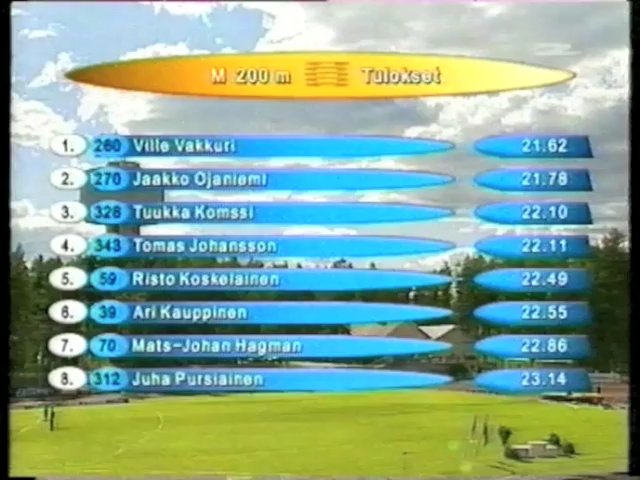 M 200 m Tulokset
1. 260 Ville Vakkuri 21.62
2. 270 Jaakko Ojaniemi 21.78
3. 328 Tuukka Komssi 22.10
4. 343 Tomas Johansson 22.11
5. 59 Risto Koskelainen 22.49
6. 39 Ari Kauppinen 22.55
7. 70 Mats-Johan Hagman 22.86
8. 312 Juha Pursiainen 23.14